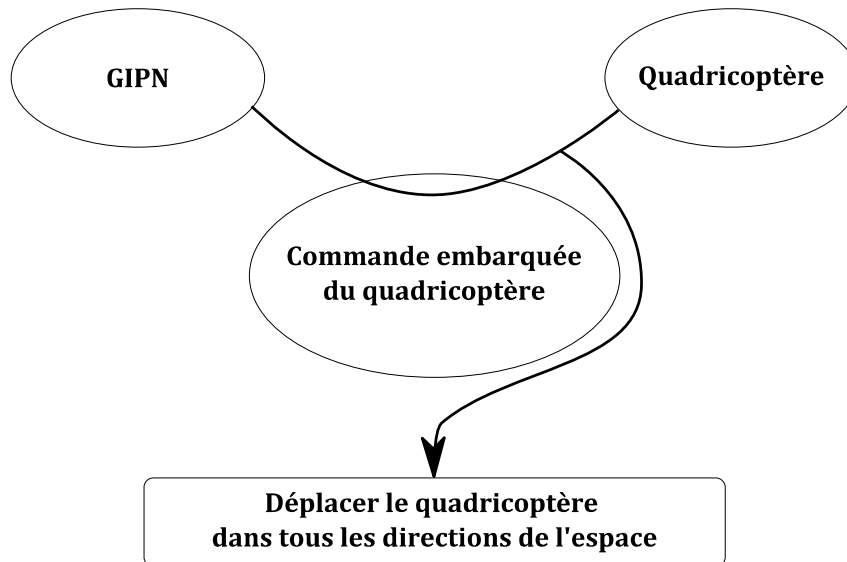 GIPN
Quadricoptère
Commande embarquée
du quadricoptère
Déplacer le quadricoptère
dans tous les directions de l'espace